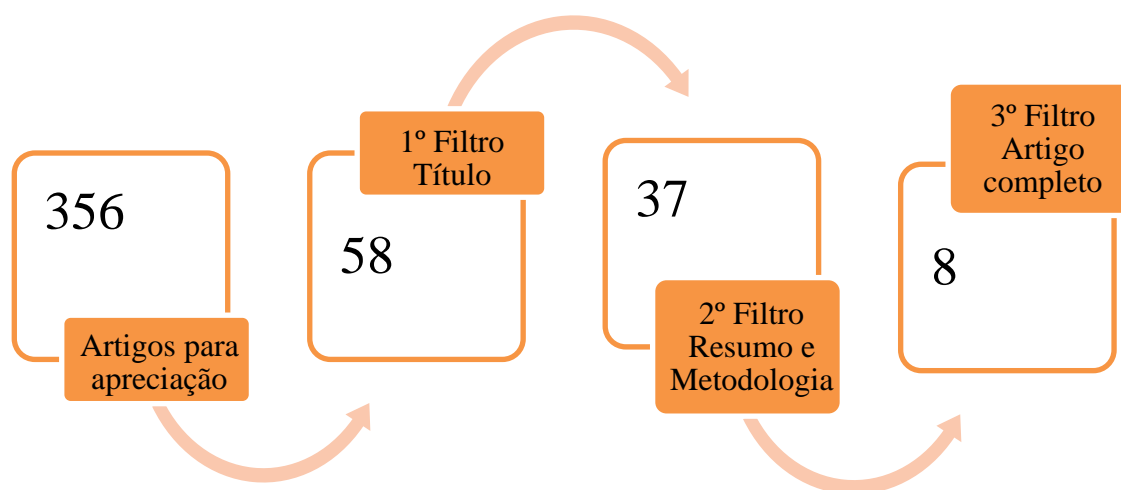 356
Artigos para
apreciação
1º Filtro
Título
58
37
2º Filtro
Resumo e
Metodologia
3º Filtro
Artigo
completo
8